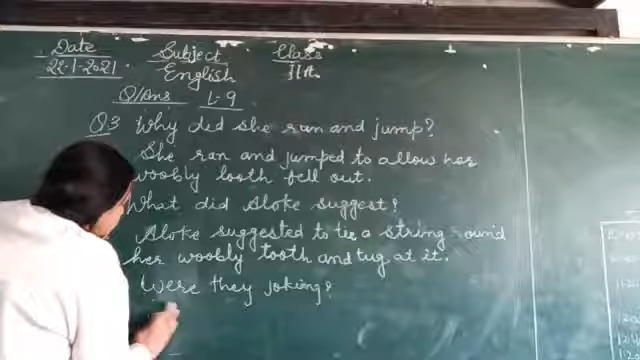 Date Subject Class
22-1-2021 English II A
Q/Ans L-9
Q3 Why did she ran and jump?
She ran and jumped to allow her
woobly tooth fell out.
What did Aloke suggest?
Aloke suggested to tie a string round
her woobly tooth and tug at it.
Were they joking?